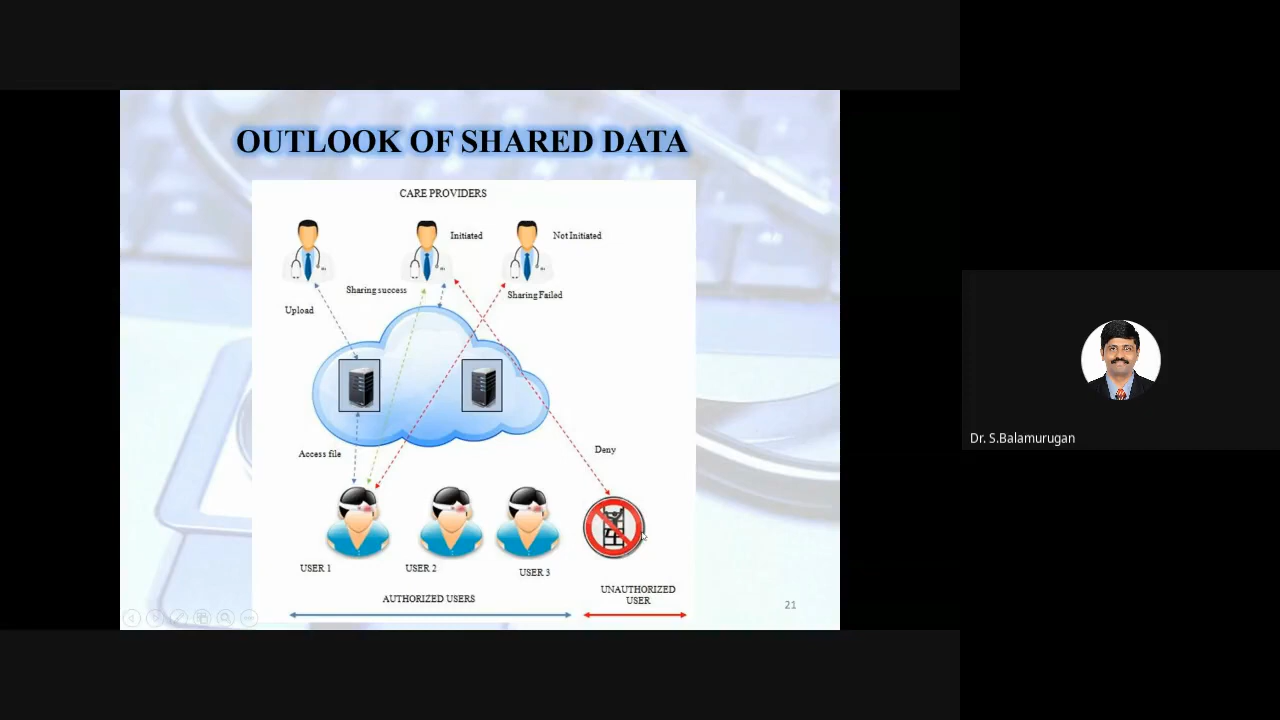 OUTLOOK OF SHARED DATA
CARE PROVIDERS
Initiated
Not Initiated
Sharing success
Sharing Failed
Upload
Access file
Deny
USER 1
USER 2
USER 3
AUTHORIZED USERS
UNAUTHORIZED
USER
21
Dr. S.Balamurugan